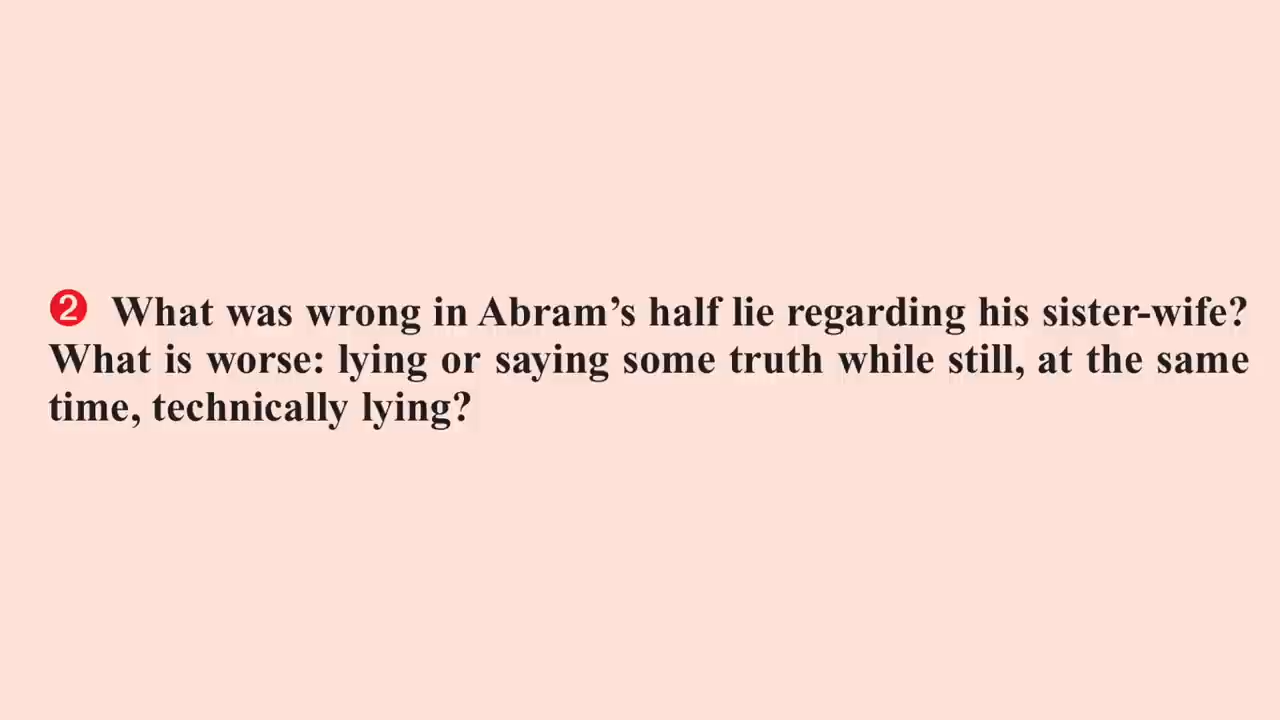 ❷ What was wrong in Abram’s half lie regarding his sister-wife?
What is worse: lying or saying some truth while still, at the same
time, technically lying?